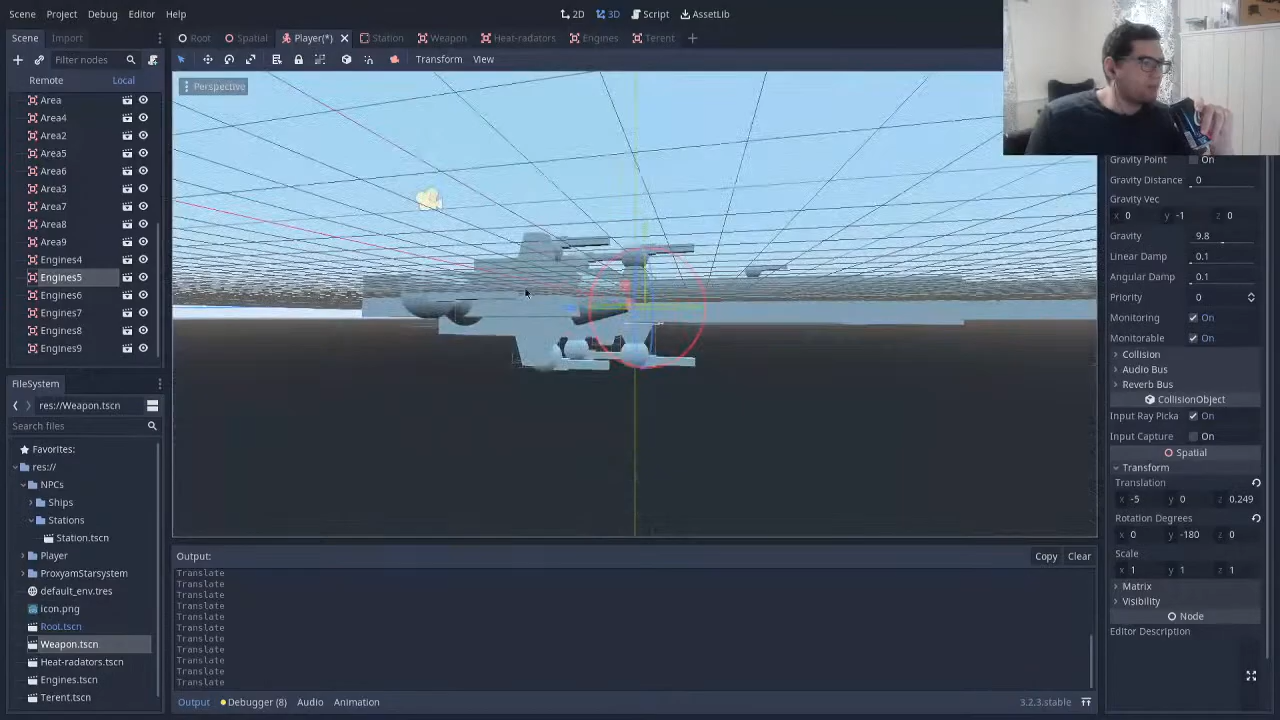 Scene Project Debug Editor Help
2D 3D Script AssetLib
Scene Import
Root Spatial Player(*) Station Weapon Heat-radators Engines Terent
Filter nodes
Transform View
Remote Local
Perspective
Area
Area4
Area2
Area5
Area6
Area3
Area7
Area8
Area9
Engines4
Engines5
Engines6
Engines7
Engines8
Engines9
FileSystem
res://Weapon.tscn
Search files
Favorites:
res://
NPCs
Ships
Stations
Station.tscn
Player
ProxyamStarsystem
default_env.tres
icon.png
Root.tscn
Weapon.tscn
Heat-radators.tscn
Engines.tscn
Terent.tscn
Output:
Copy Clear
Translate
Translate
Translate
Translate
Translate
Translate
Translate
Translate
Translate
Translate
Translate
Output Debugger (8) Audio Animation
3.2.3.stable
Gravity Point On
Gravity Distance 0
Gravity Vec
x 0 y -1 z 0
Gravity 9.8
Linear Damp 0.1
Angular Damp 0.1
Priority 0
Monitoring On
Monitorable On
Collision
Audio Bus
Reverb Bus
CollisionObject
Input Ray Picka On
Input Capture On
Spatial
Transform
Translation
x -5 y 0 z 0.249
Rotation Degrees
x 0 y -180 z 0
Scale
x 1 y 1 z 1
Matrix
Visibility
Node
Editor Description